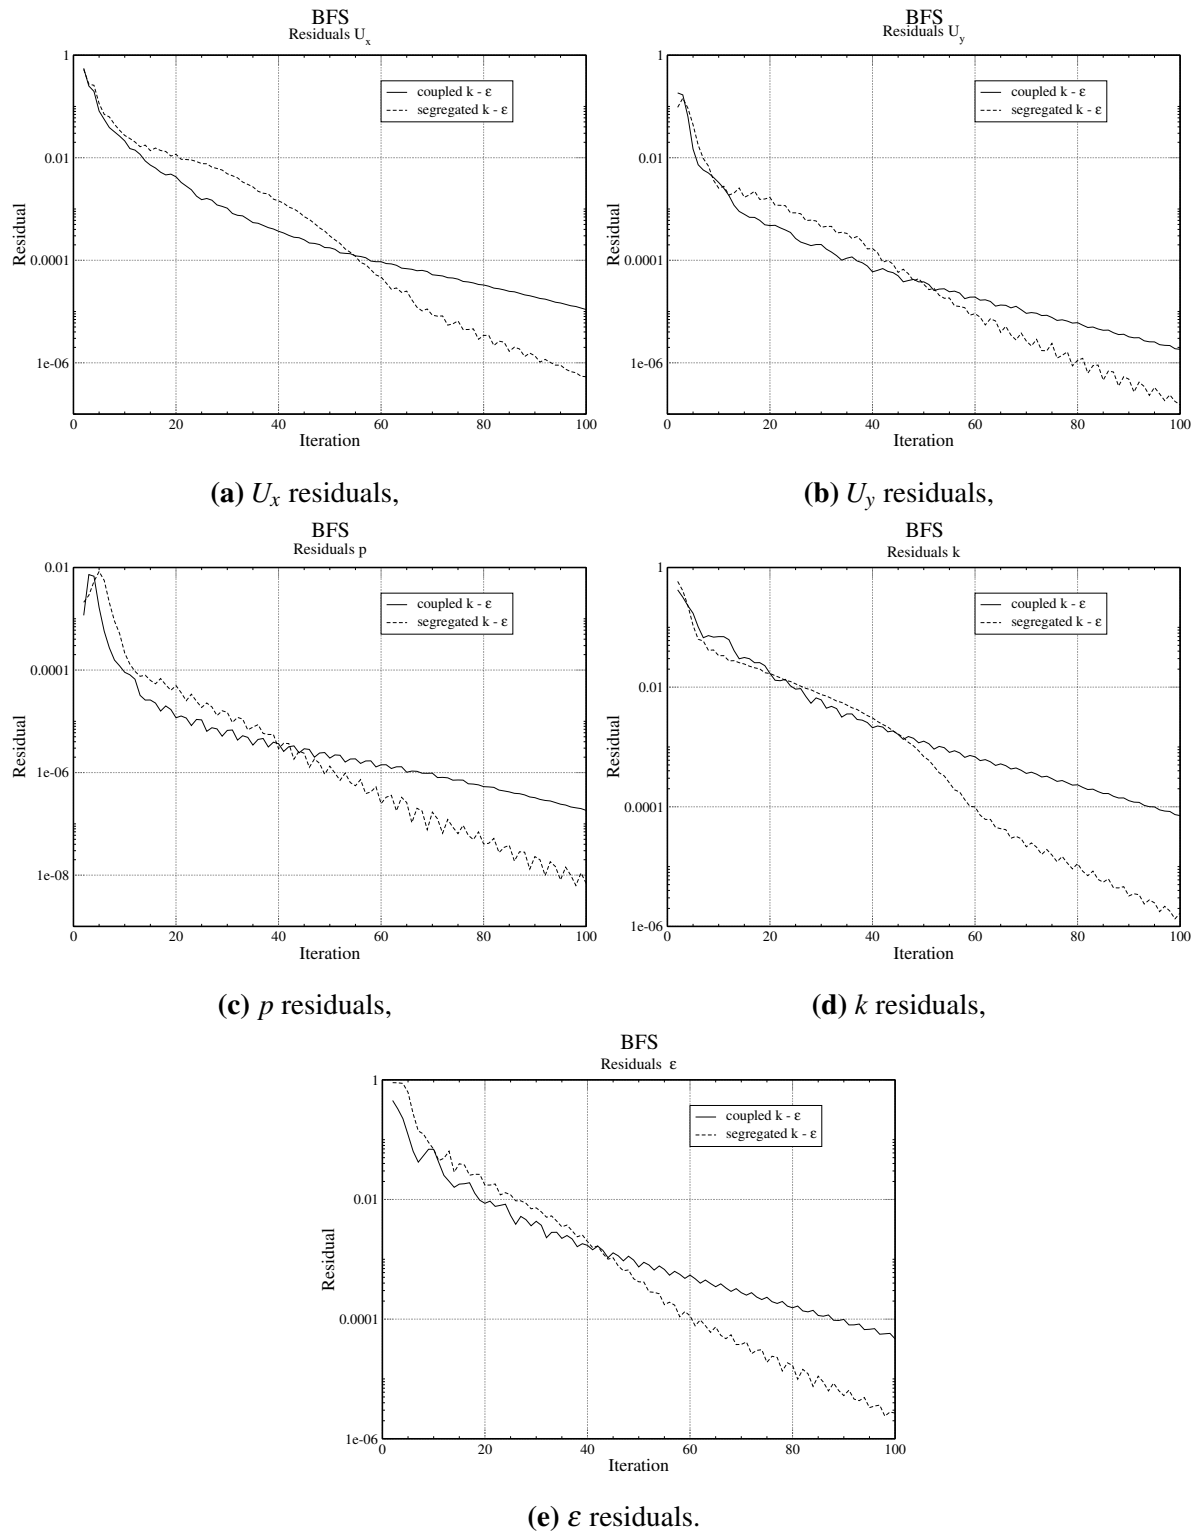 BFS
Residuals Ux
1
0.01
0.0001
1e-06
Residual
coupled k - ε
segregated k - ε
0 20 40 60 80 100
Iteration
(a) Ux residuals,
BFS
Residuals Uy
1
0.01
0.0001
1e-06
Residual
coupled k - ε
segregated k - ε
0 20 40 60 80 100
Iteration
(b) Uy residuals,
BFS
Residuals p
0.01
0.0001
1e-06
1e-08
Residual
coupled k - ε
segregated k - ε
0 20 40 60 80 100
Iteration
(c) p residuals,
BFS
Residuals k
1
0.01
0.0001
1e-06
Residual
coupled k - ε
segregated k - ε
0 20 40 60 80 100
Iteration
(d) k residuals,
BFS
Residuals ε
1
0.01
0.0001
1e-06
Residual
coupled k - ε
segregated k - ε
0 20 40 60 80 100
Iteration
(e) ε residuals.